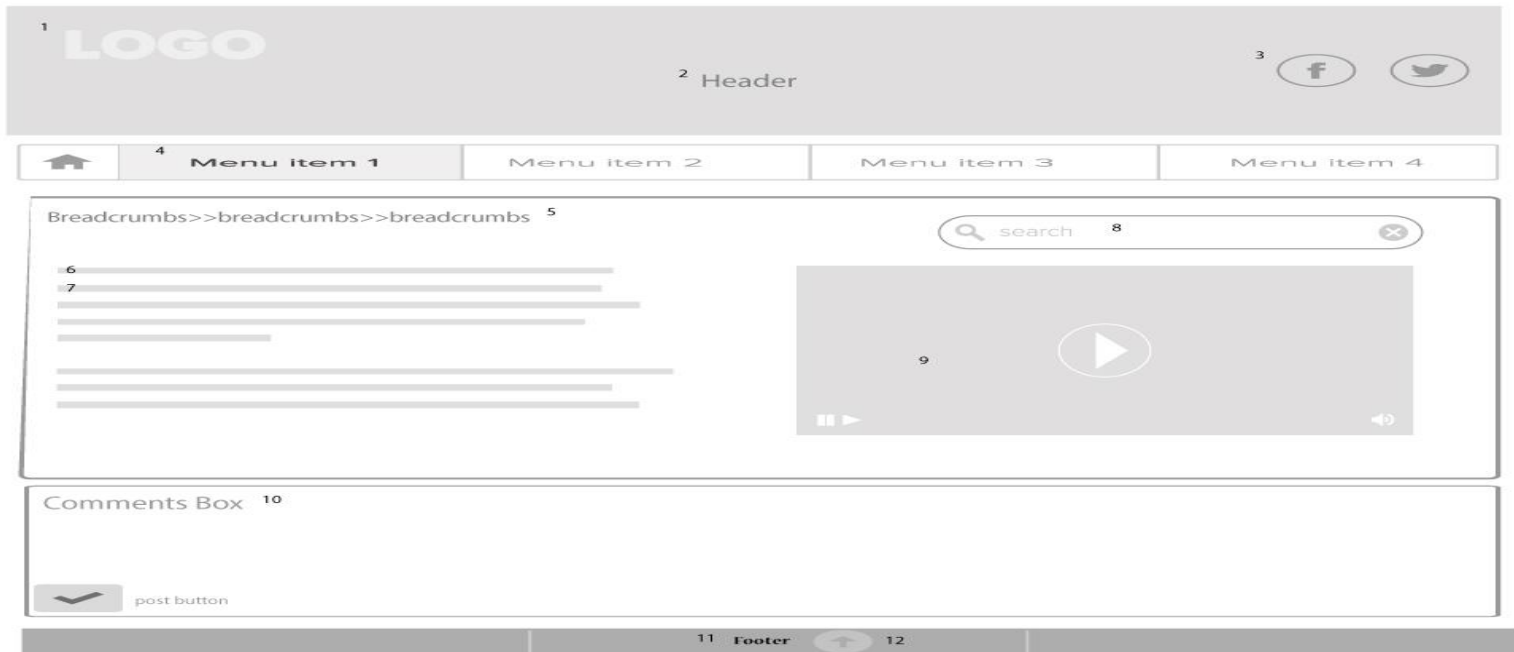 1
LOGO
2 Header
3
f
4 Menu item 1 Menu item 2 Menu item 3 Menu item 4
Breadcrumbs>>breadcrumbs>>breadcrumbs 5
search 8
6
7
9
Comments Box 10
post button
11 Footer 12